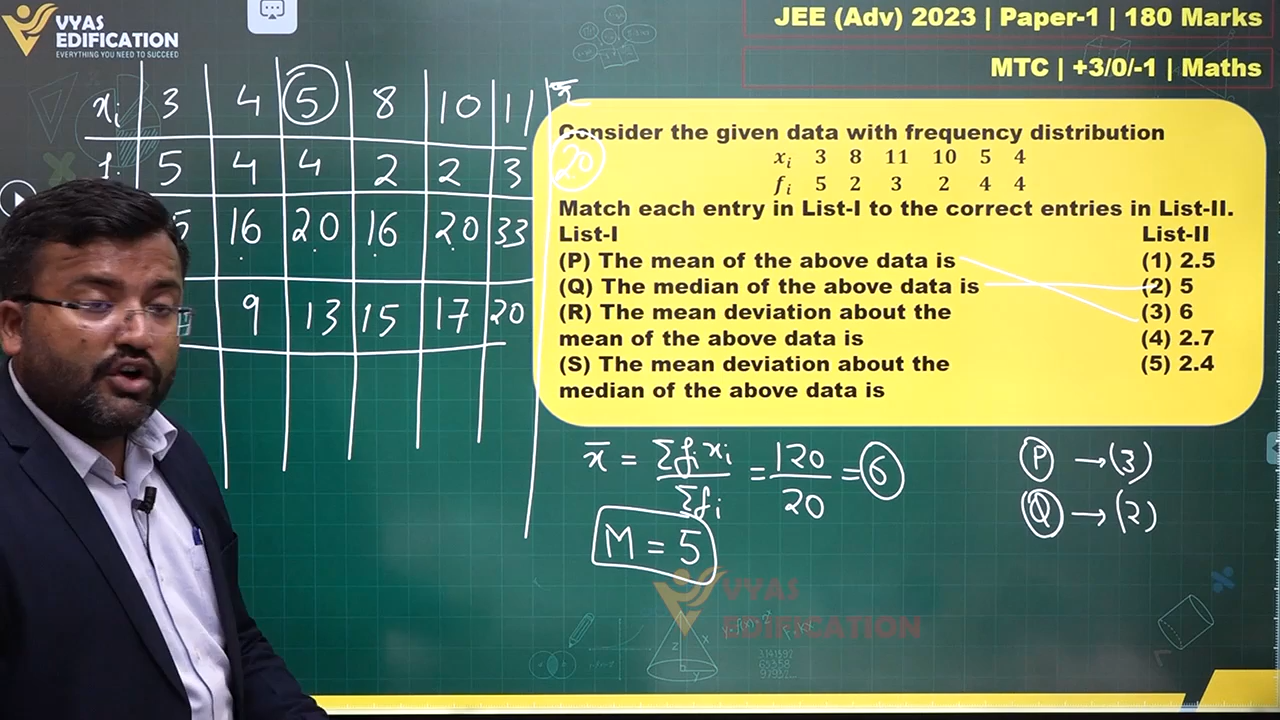 VYAS
EDIFICATION
EVERYTHING YOU NEED TO SUCCEED
JEE (Adv) 2023 | Paper-1 | 180 Marks
MTC | +3/0/-1 | Maths
xᵢ 3 4 5 8 10 11
5 4 4 2 2 3 20
16 20 16 20 33
9 13 15 17 20
Consider the given data with frequency distribution
xᵢ 3 8 11 10 5 4
fᵢ 5 2 3 2 4 4
Match each entry in List-I to the correct entries in List-II.
List-I List-II
(P) The mean of the above data is (1) 2.5
(Q) The median of the above data is (2) 5
(R) The mean deviation about the (3) 6
mean of the above data is (4) 2.7
(S) The mean deviation about the (5) 2.4
median of the above data is
x̄ = Σfᵢxᵢ / Σfᵢ = 120 / 20 = 6
M = 5
P → (3)
Q → (2)
VYAS
EDIFICATION